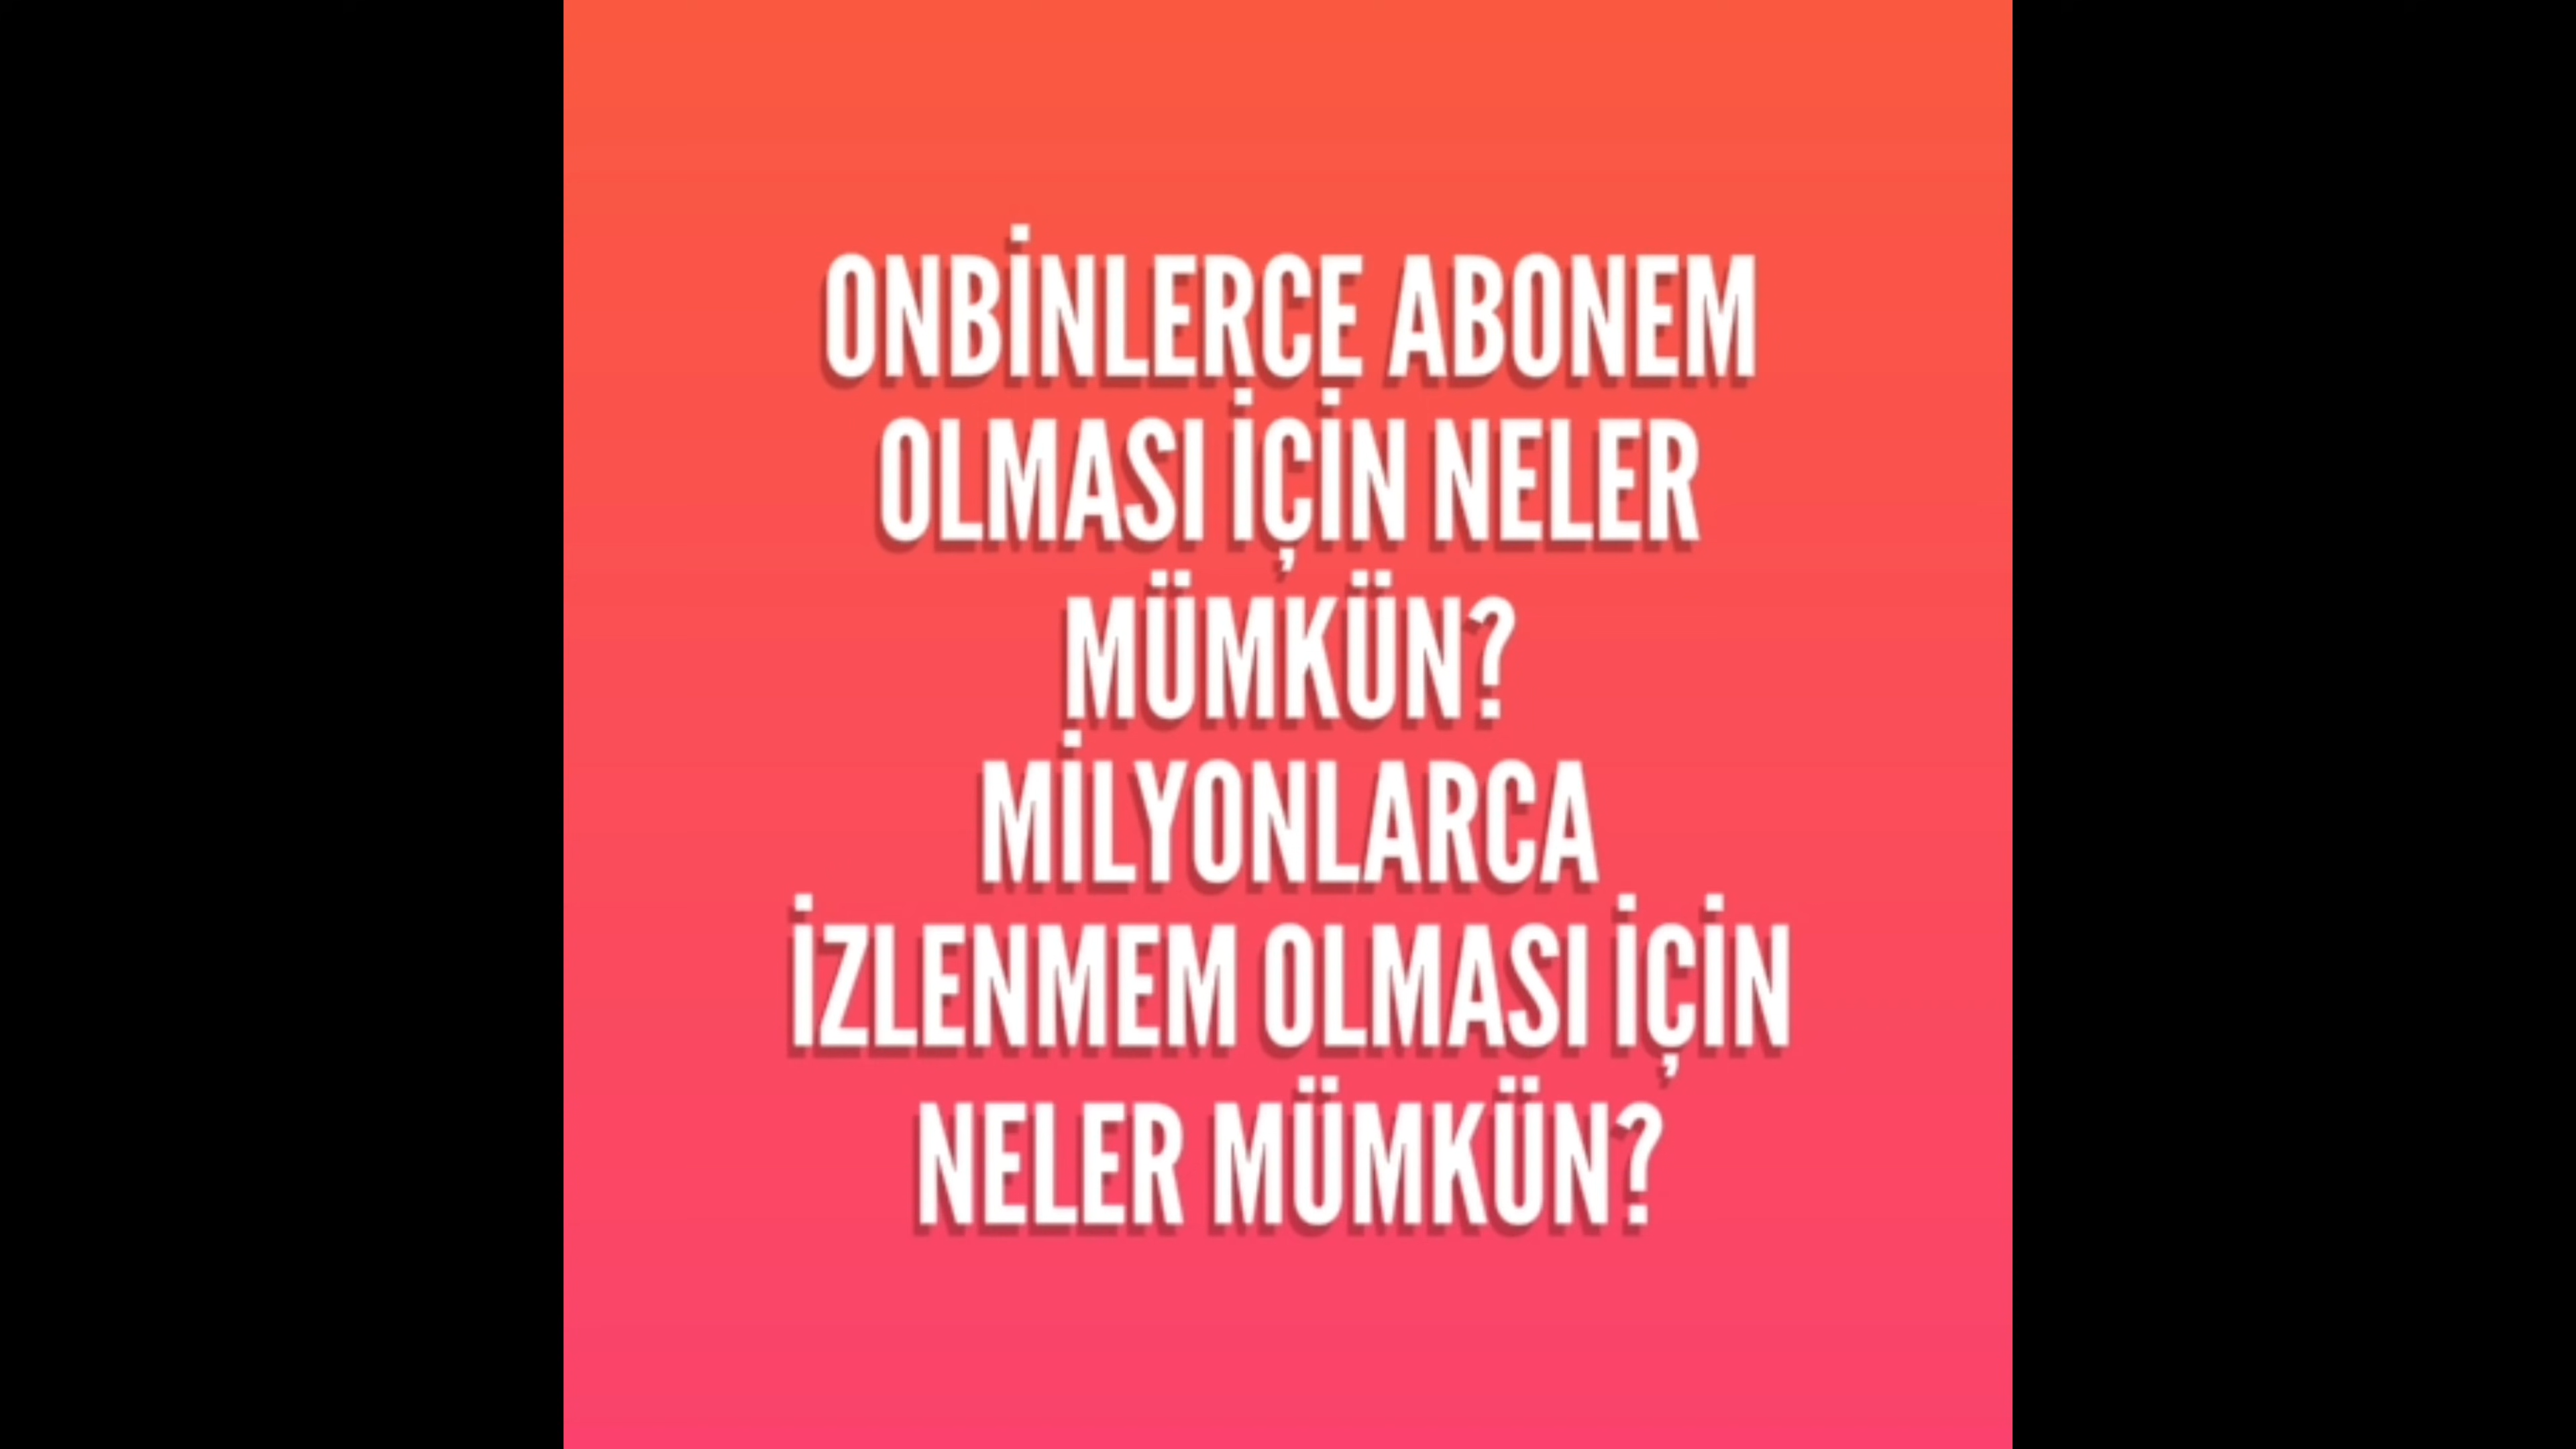 ONBİNLERCE ABONEM
OLMASI İÇİN NELER
MÜMKÜN?
MİLYONLARCA
İZLENMEM OLMASI İÇİN
NELER MÜMKÜN?